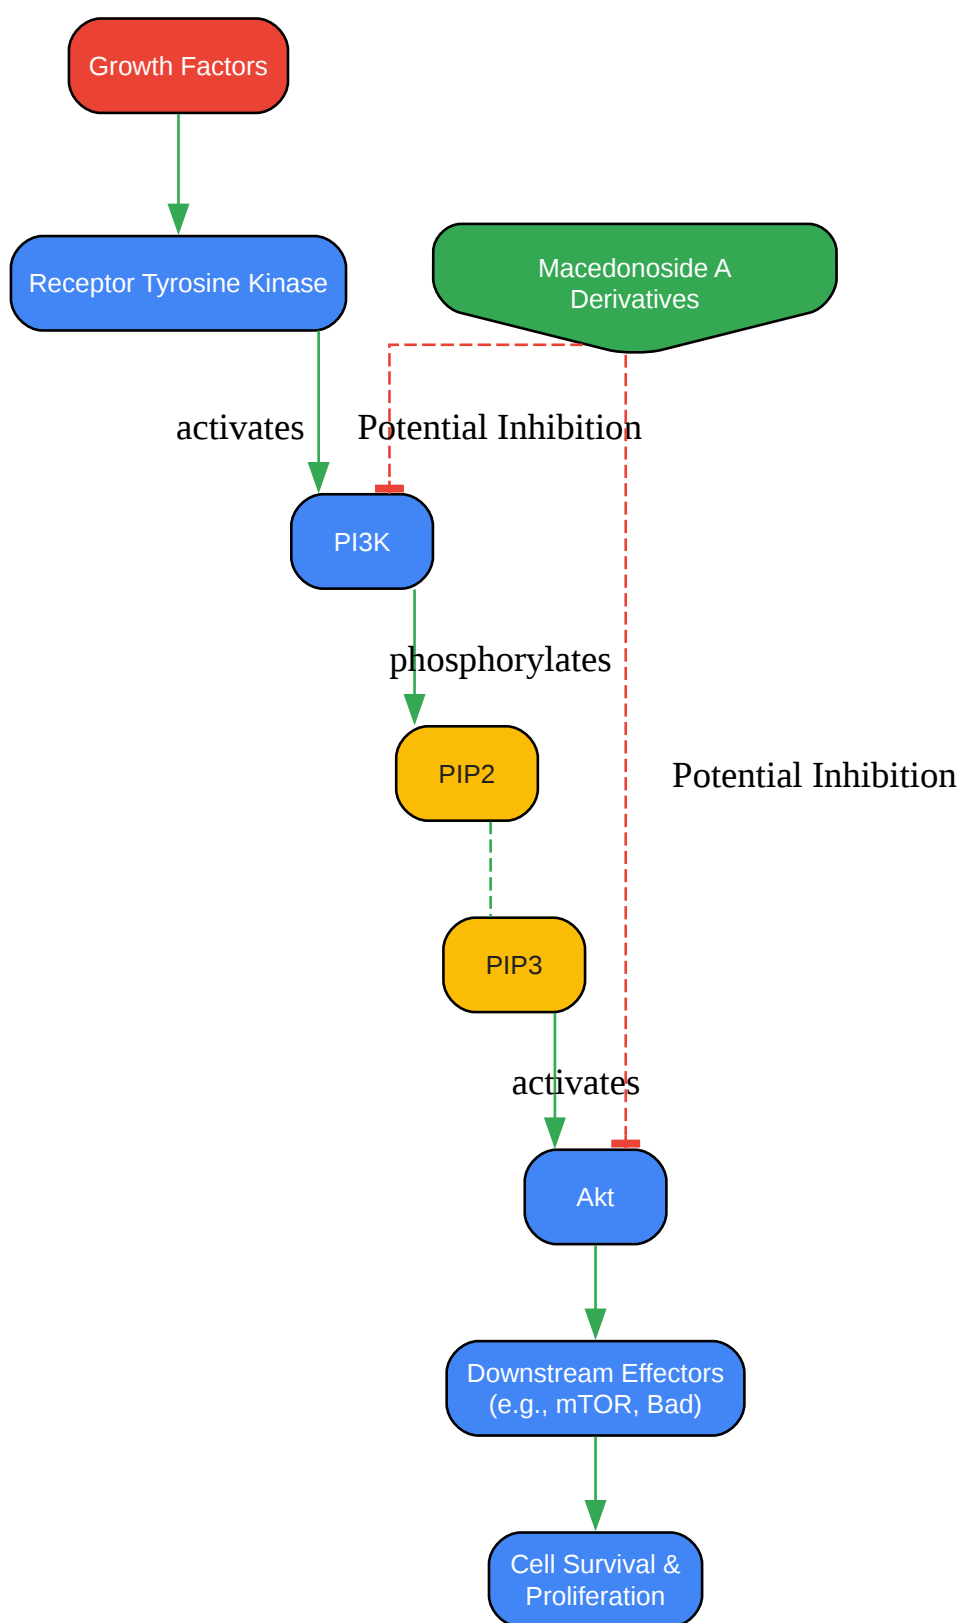 Growth Factors
Receptor Tyrosine Kinase
Macedonoside A
Derivatives
activates
Potential Inhibition
PI3K
phosphorylates
PIP2
Potential Inhibition
PIP3
activates
Akt
Downstream Effectors
(e.g., mTOR, Bad)
Cell Survival &
Proliferation